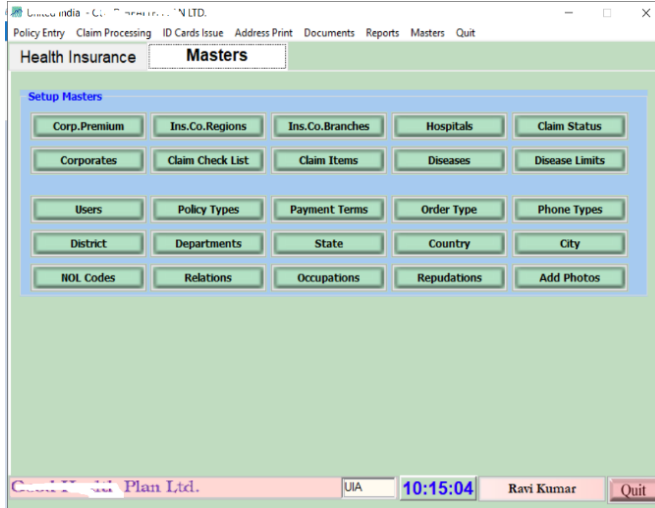 United India - LTD.
Policy Entry Claim Processing ID Cards Issue Address Print Documents Reports Masters Quit
Health Insurance Masters
Setup Masters
Corp.Premium Ins.Co.Regions Ins.Co.Branches Hospitals Claim Status
Corporates Claim Check List Claim Items Diseases Disease Limits
Users Policy Types Payment Terms Order Type Phone Types
District Departments State Country City
NOL Codes Relations Occupations Repudations Add Photos
Plan Ltd. UIA 10:15:04 Ravi Kumar Quit